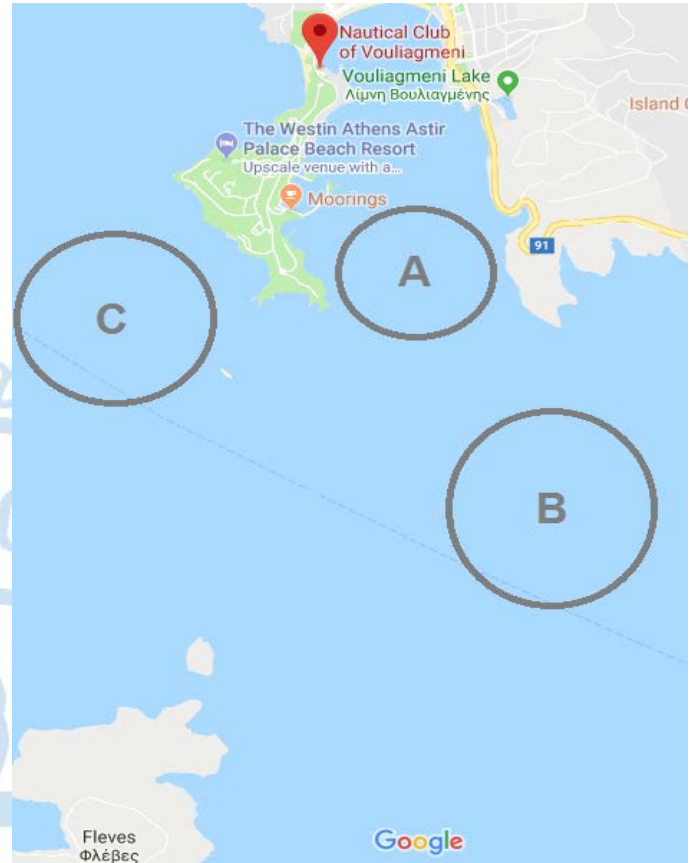 Nautical Club
of Vouliagmeni
Vouliagmeni Lake
Λίμνη Βουλιαγμένης
Island
The Westin Athens Astir
Palace Beach Resort
Upscale venue with a...
Moorings
91
A
C
B
Fleves
Φλέβες
Google